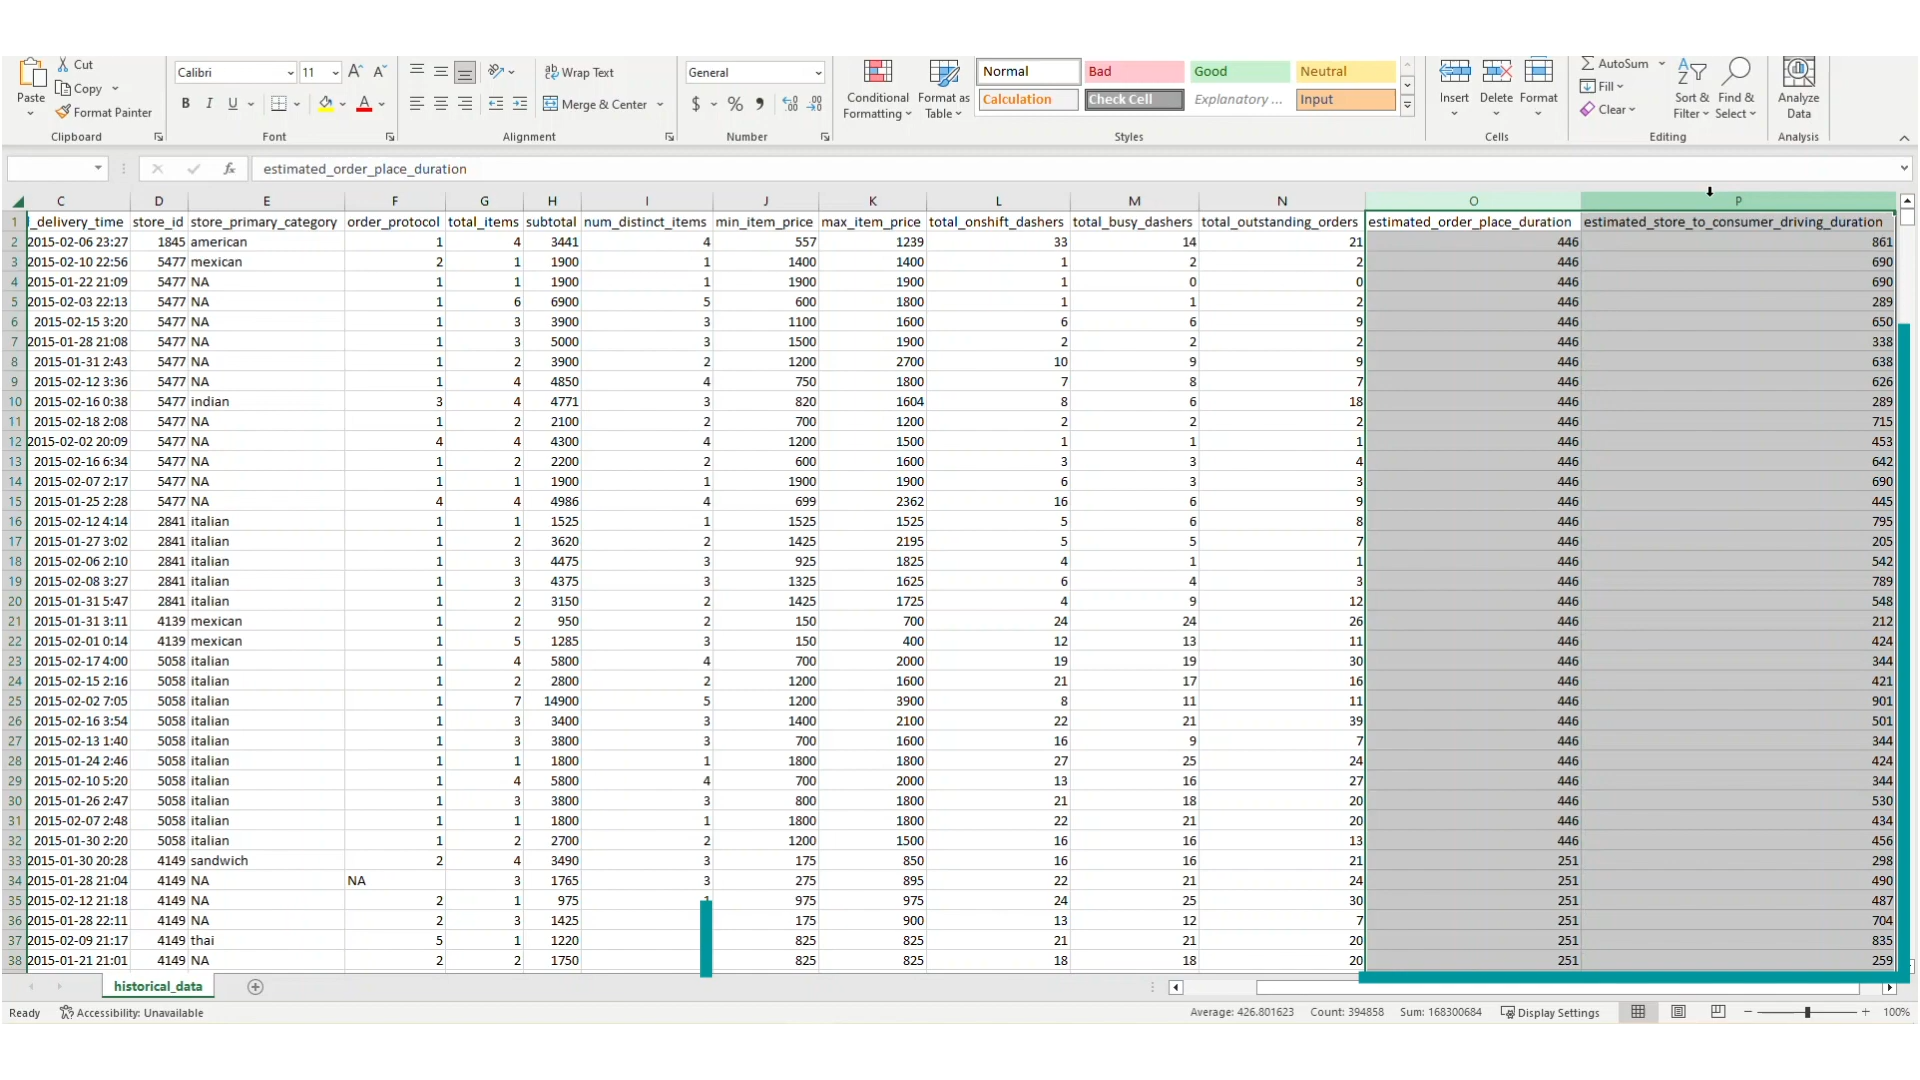 Cut
Copy
Format Painter
Paste
Clipboard
Calibri 11
B I U
Font
Wrap Text
Merge & Center
Alignment
General
$ % 
Number
Conditional Formatting
Format as Table
Normal Bad Good Neutral
Calculation Check Cell Explanatory ... Input
Styles
Insert Delete Format
Cells
AutoSum
Fill
Clear
Sort & Filter
Find & Select
Editing
Analyze Data
Analysis
fx estimated_order_place_duration
C D E F G H I J K L M N O P
1 _delivery_time store_id store_primary_category order_protocol total_items subtotal num_distinct_items min_item_price max_item_price total_onshift_dashers total_busy_dashers total_outstanding_orders estimated_order_place_duration estimated_store_to_consumer_driving_duration
2 2015-02-06 23:27 1845 american 1 4 3441 4 557 1239 33 14 21 446 861
3 2015-02-10 22:56 5477 mexican 2 1 1900 1 1400 1400 1 2 2 446 690
4 2015-01-22 21:09 5477 NA 1 1 1900 1 1900 1900 1 0 0 446 690
5 2015-02-03 22:13 5477 NA 1 6 6900 5 600 1800 1 1 2 446 289
6 2015-02-15 3:20 5477 NA 1 3 3900 3 1100 1600 6 6 9 446 650
7 2015-01-28 21:08 5477 NA 1 3 5000 3 1500 1900 2 2 2 446 338
8 2015-01-31 2:43 5477 NA 1 2 3900 2 1200 2700 10 9 9 446 638
9 2015-02-12 3:36 5477 NA 1 4 4850 4 750 1800 7 8 7 446 626
10 2015-02-16 0:38 5477 indian 3 4 4771 3 820 1604 8 6 18 446 289
11 2015-02-18 2:08 5477 NA 1 2 2100 2 700 1200 2 2 2 446 715
12 2015-02-02 20:09 5477 NA 4 4 4300 4 1200 1500 1 1 1 446 453
13 2015-02-16 6:34 5477 NA 1 2 2200 2 600 1600 3 3 4 446 642
14 2015-02-07 2:17 5477 NA 1 1 1900 1 1900 1900 6 3 3 446 690
15 2015-01-25 2:28 5477 NA 4 4 4986 4 699 2362 16 6 9 446 445
16 2015-02-12 4:14 2841 italian 1 1 1525 1 1525 1525 5 6 8 446 795
17 2015-01-27 3:02 2841 italian 1 2 3620 2 1425 2195 5 5 7 446 205
18 2015-02-06 2:10 2841 italian 1 3 4475 3 925 1825 4 1 1 446 542
19 2015-02-08 3:27 2841 italian 1 3 4375 3 1325 1625 6 4 3 446 789
20 2015-01-31 5:47 2841 italian 1 2 3150 2 1425 1725 4 9 12 446 548
21 2015-01-31 3:11 4139 mexican 1 2 950 2 150 700 24 24 26 446 212
22 2015-02-01 0:14 4139 mexican 1 5 1285 3 150 400 12 13 11 446 424
23 2015-02-17 4:00 5058 italian 1 4 5800 4 700 2000 19 19 30 446 344
24 2015-02-15 2:16 5058 italian 1 2 2800 2 1200 1600 21 17 16 446 421
25 2015-02-02 7:05 5058 italian 1 7 14900 5 1200 3900 8 11 11 446 901
26 2015-02-16 3:54 5058 italian 1 3 3400 3 1400 2100 22 21 39 446 501
27 2015-02-13 1:40 5058 italian 1 3 3800 3 700 1600 16 9 7 446 344
28 2015-01-24 2:46 5058 italian 1 1 1800 1 1800 1800 27 25 24 446 424
29 2015-02-10 5:20 5058 italian 1 4 5800 4 700 2000 13 16 27 446 344
30 2015-01-26 2:47 5058 italian 1 3 3800 3 800 1800 21 18 20 446 530
31 2015-02-07 2:48 5058 italian 1 1 1800 1 1800 1800 22 21 20 446 434
32 2015-01-30 2:20 5058 italian 1 2 2700 2 1200 1500 16 16 13 446 456
33 2015-01-30 20:28 4149 sandwich 2 4 3490 3 175 850 16 16 21 251 298
34 2015-01-28 21:04 4149 NA NA 3 1765 3 275 895 22 21 24 251 490
35 2015-02-12 21:18 4149 NA 2 1 975 1 975 975 24 25 30 251 487
36 2015-01-28 22:11 4149 NA 2 3 1425 175 900 13 12 7 251 704
37 2015-02-09 21:17 4149 thai 5 1 1220 825 825 21 21 20 251 835
38 2015-01-21 21:01 4149 NA 2 2 1750 825 825 18 18 20 251 259
historical_data
Ready Accessibility: Unavailable Average: 426.801623 Count: 394858 Sum: 168300684 Display Settings 100%